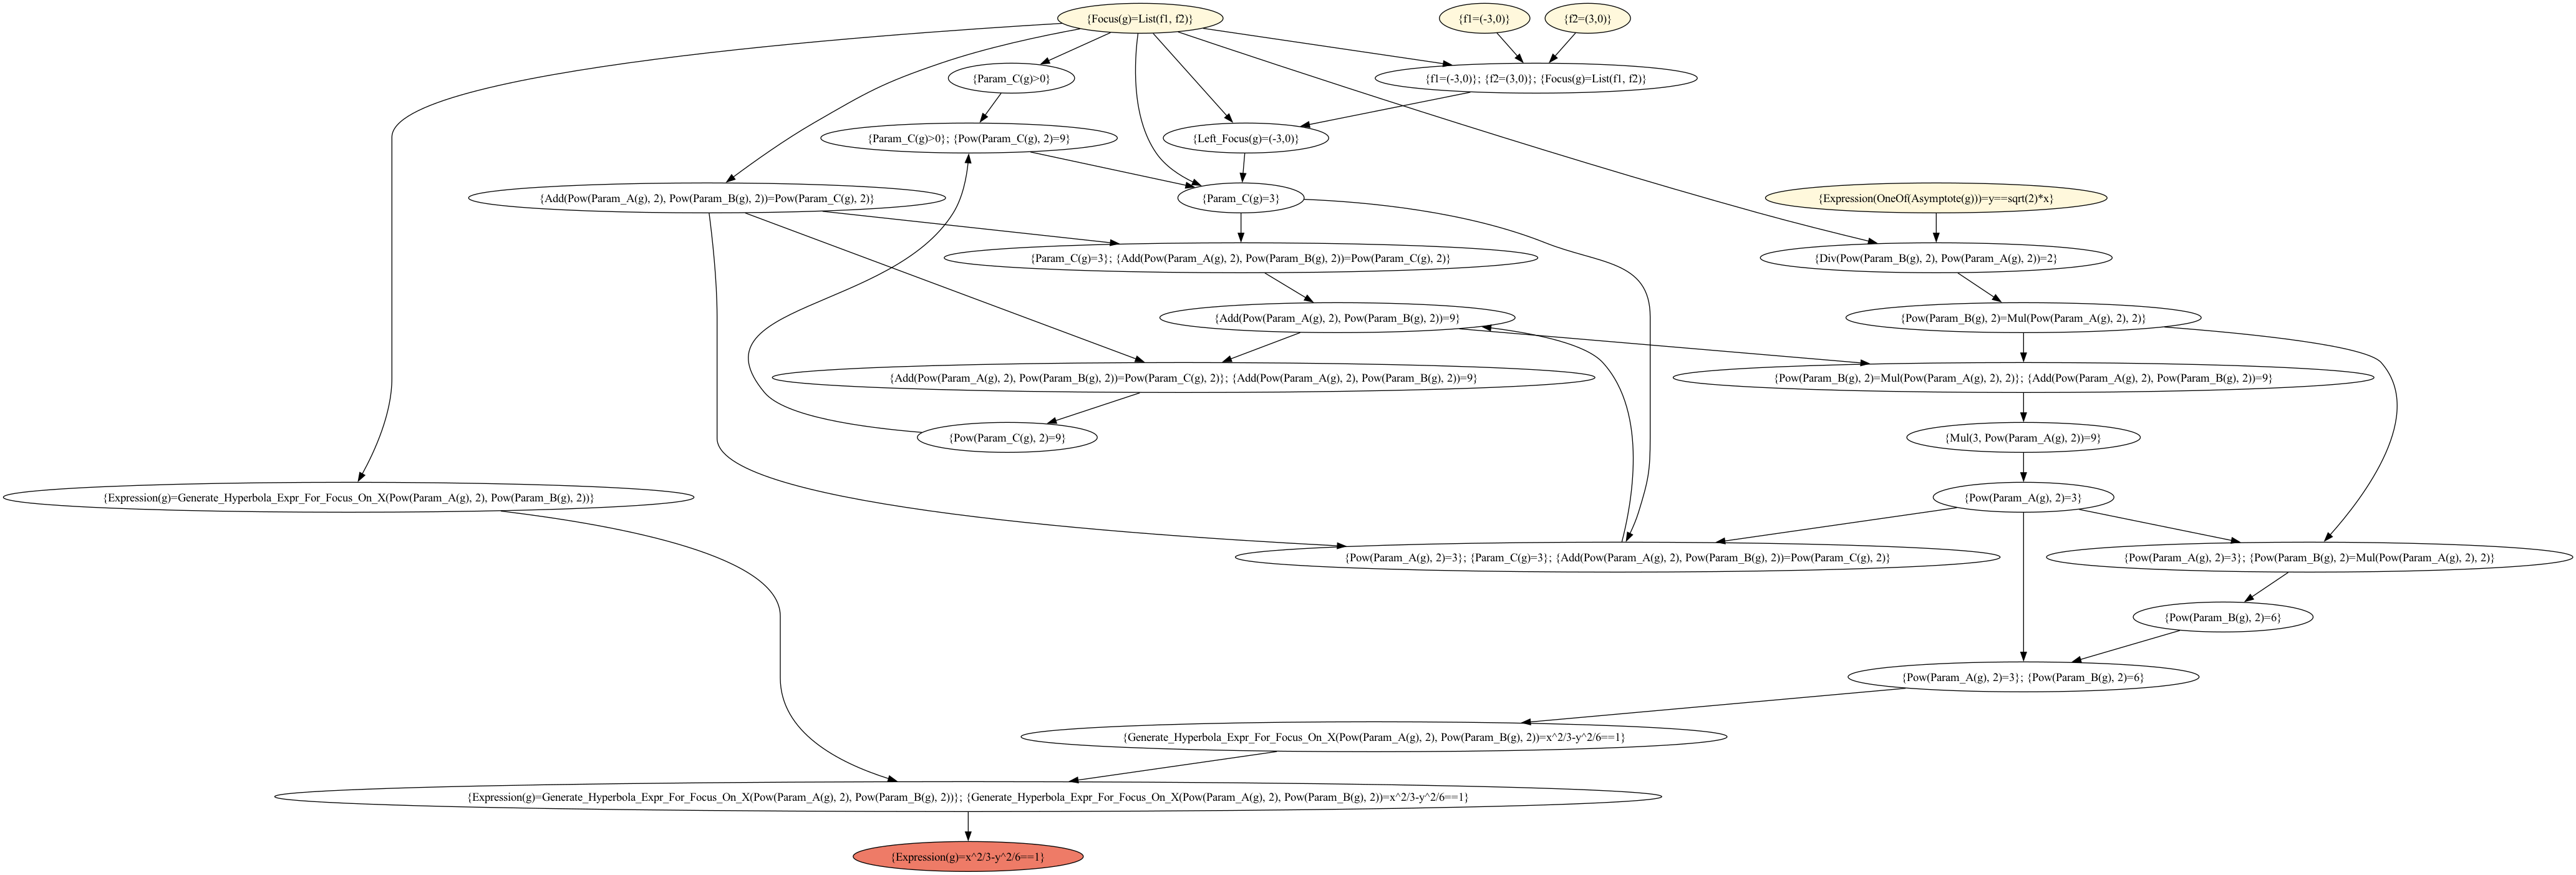 {Focus(g)=List(f1, f2)}
{f1=(-3,0)}
{f2=(3,0)}
{Param_C(g)>0}
{f1=(-3,0)}; {f2=(3,0)}; {Focus(g)=List(f1, f2)}
{Param_C(g)>0}; {Pow(Param_C(g), 2)=9}
{Left_Focus(g)=(-3,0)}
{Add(Pow(Param_A(g), 2), Pow(Param_B(g), 2))=Pow(Param_C(g), 2)}
{Param_C(g)=3}
{Expression(OneOf(Asymptote(g)))=y==sqrt(2)*x}
{Param_C(g)=3}; {Add(Pow(Param_A(g), 2), Pow(Param_B(g), 2))=Pow(Param_C(g), 2)}
{Div(Pow(Param_B(g), 2), Pow(Param_A(g), 2))=2}
{Add(Pow(Param_A(g), 2), Pow(Param_B(g), 2))=9}
{Pow(Param_B(g), 2)=Mul(Pow(Param_A(g), 2), 2)}
{Add(Pow(Param_A(g), 2), Pow(Param_B(g), 2))=Pow(Param_C(g), 2)}; {Add(Pow(Param_A(g), 2), Pow(Param_B(g), 2))=9}
{Pow(Param_B(g), 2)=Mul(Pow(Param_A(g), 2), 2)}; {Add(Pow(Param_A(g), 2), Pow(Param_B(g), 2))=9}
{Pow(Param_C(g), 2)=9}
{Mul(3, Pow(Param_A(g), 2))=9}
{Expression(g)=Generate_Hyperbola_Expr_For_Focus_On_X(Pow(Param_A(g), 2), Pow(Param_B(g), 2))}
{Pow(Param_A(g), 2)=3}
{Pow(Param_A(g), 2)=3}; {Param_C(g)=3}; {Add(Pow(Param_A(g), 2), Pow(Param_B(g), 2))=Pow(Param_C(g), 2)}
{Pow(Param_A(g), 2)=3}; {Pow(Param_B(g), 2)=Mul(Pow(Param_A(g), 2), 2)}
{Pow(Param_B(g), 2)=6}
{Pow(Param_A(g), 2)=3}; {Pow(Param_B(g), 2)=6}
{Generate_Hyperbola_Expr_For_Focus_On_X(Pow(Param_A(g), 2), Pow(Param_B(g), 2))=x^2/3-y^2/6==1}
{Expression(g)=Generate_Hyperbola_Expr_For_Focus_On_X(Pow(Param_A(g), 2), Pow(Param_B(g), 2))}; {Generate_Hyperbola_Expr_For_Focus_On_X(Pow(Param_A(g), 2), Pow(Param_B(g), 2))=x^2/3-y^2/6==1}
{Expression(g)=x^2/3-y^2/6==1}